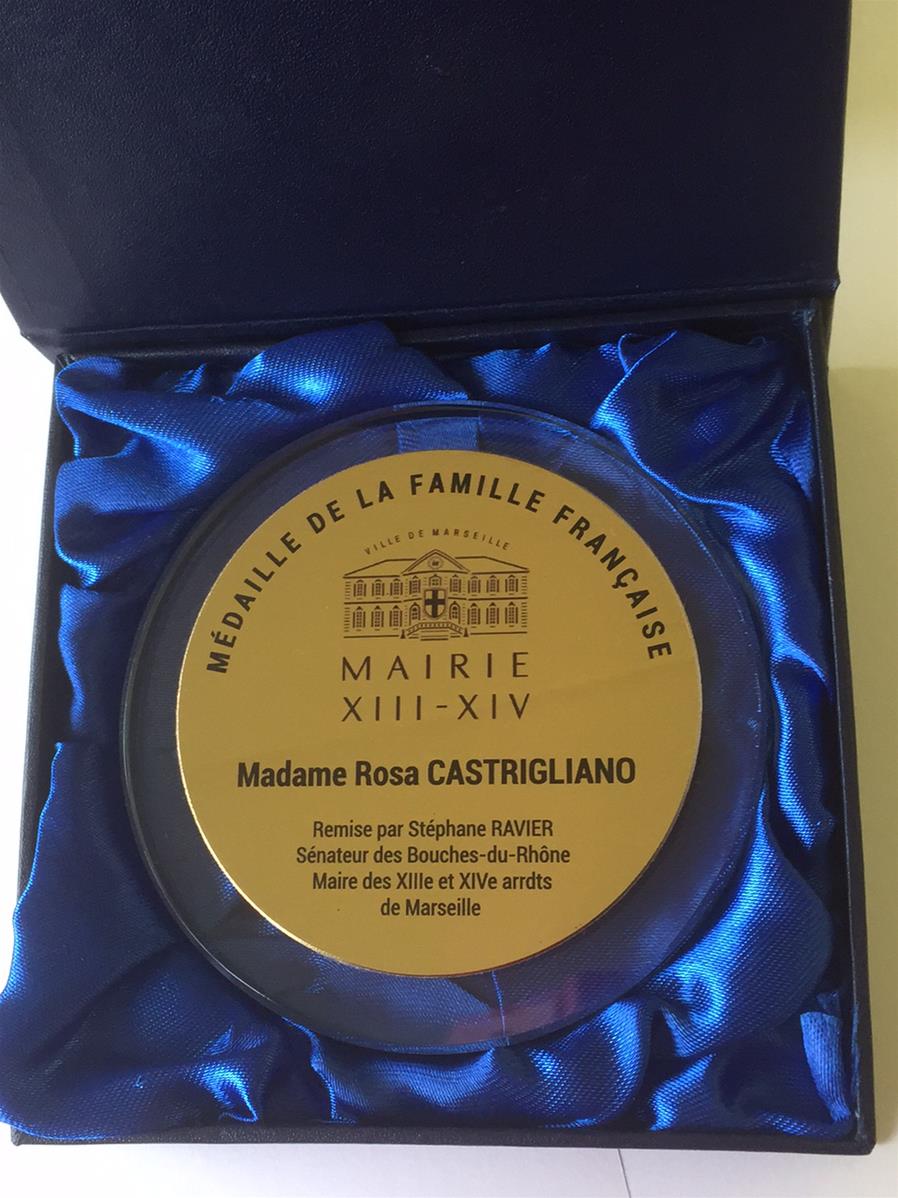 MÉDAILLE DE LA FAMILLE FRANÇAISE
VILLE DE MARSEILLE
MAIRIE
XIII-XIV
Madame Rosa CASTRIGLIANO
Remise par Stéphane RAVIER
Sénateur des Bouches-du-Rhône
Maire des XIIIe et XIVe arrdts
de Marseille